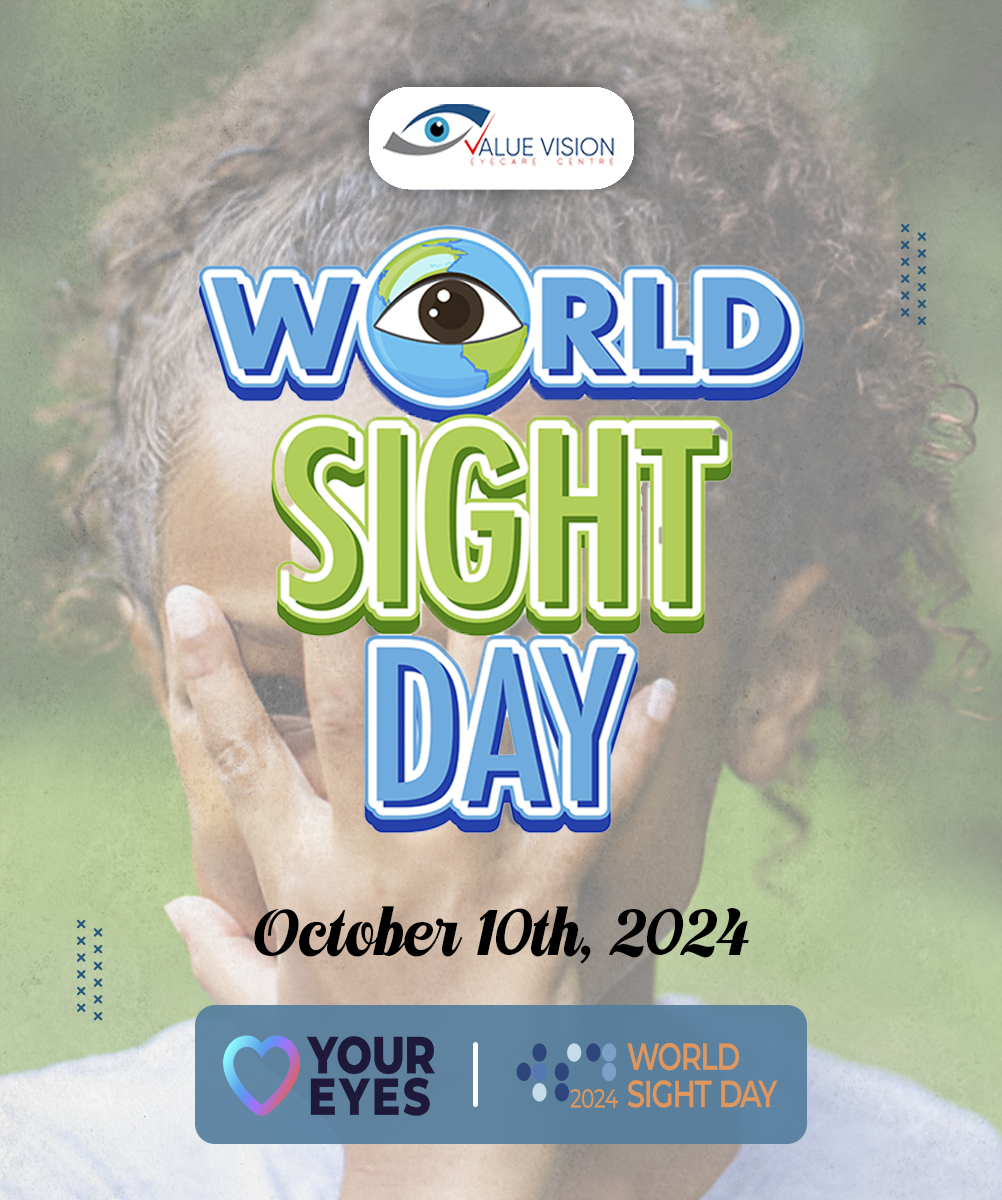 VALUE VISION
EYECARE CENTRE
WORLD
SIGHT
DAY
October 10th, 2024
YOUR
EYES
2024
WORLD
SIGHT DAY